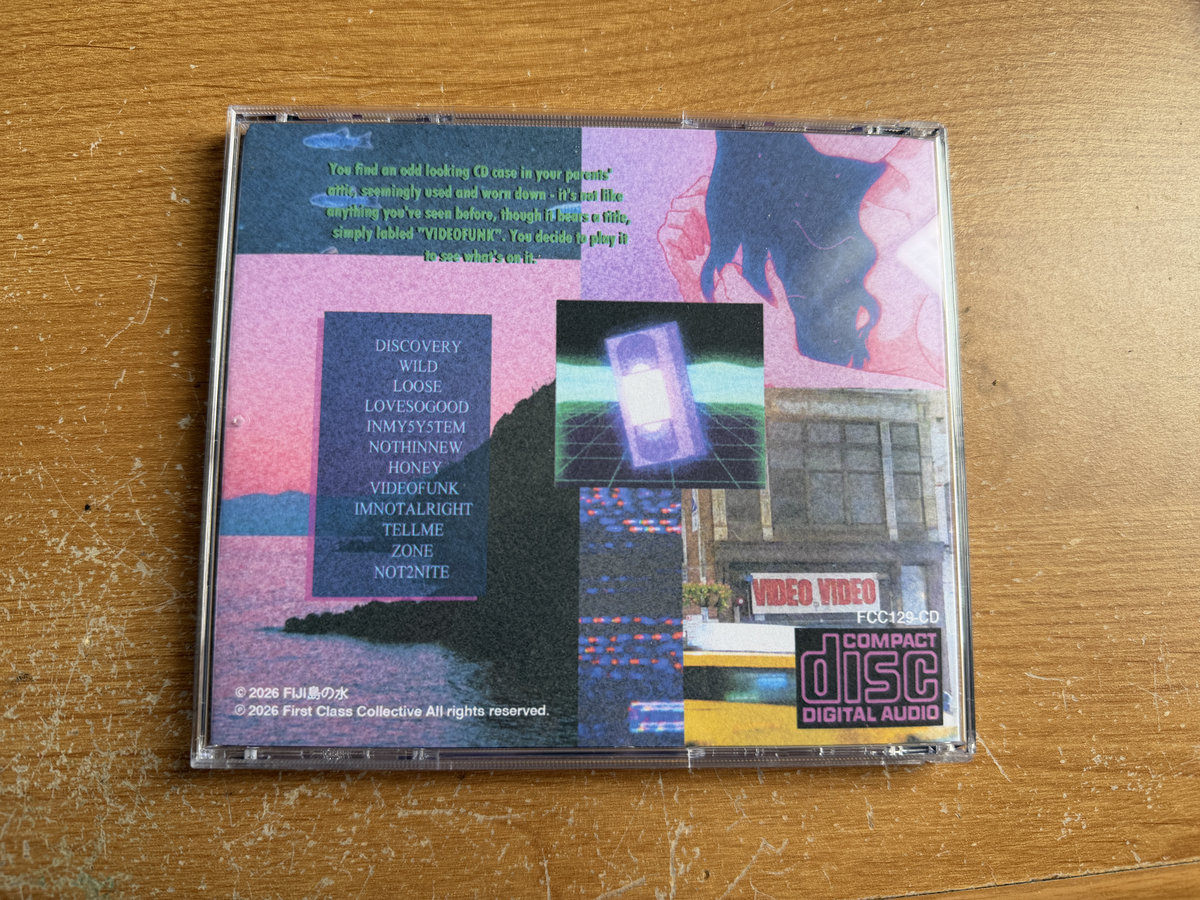 You find an odd looking CD case in your parents'
attic, seemingly used and worn down - it's not like
anything you've seen before, though it bears a title,
simply labled "VIDEOFUNK". You decide to play it
to see what's on it.
DISCOVERY
WILD
LOOSE
LOVESOGOOD
INMY5Y5TEM
NOTHINNEW
HONEY
VIDEOFUNK
IMNOTALRIGHT
TELLME
ZONE
NOT2NITE
VIDEO VIDEO
FCC129-CD
COMPACT
disc
DIGITAL AUDIO
© 2026 FIJI島の水
℗ 2026 First Class Collective All rights reserved.